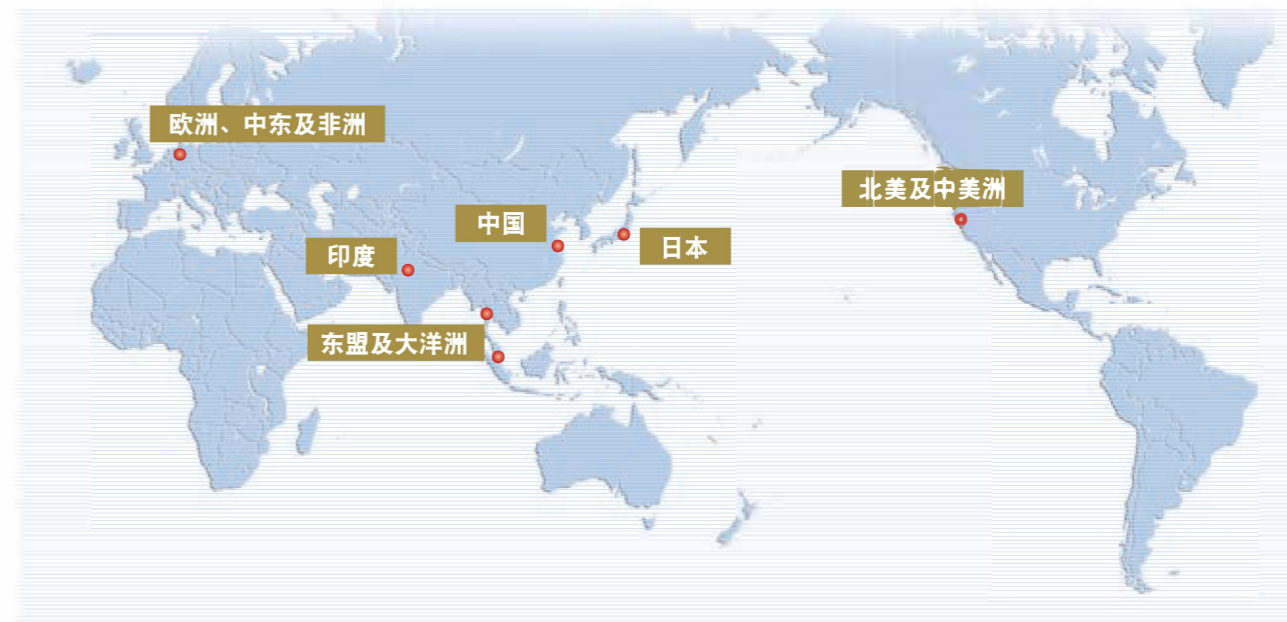 欧洲、中东及非洲
北美及中美洲
中国
日本
印度
东盟及大洋洲